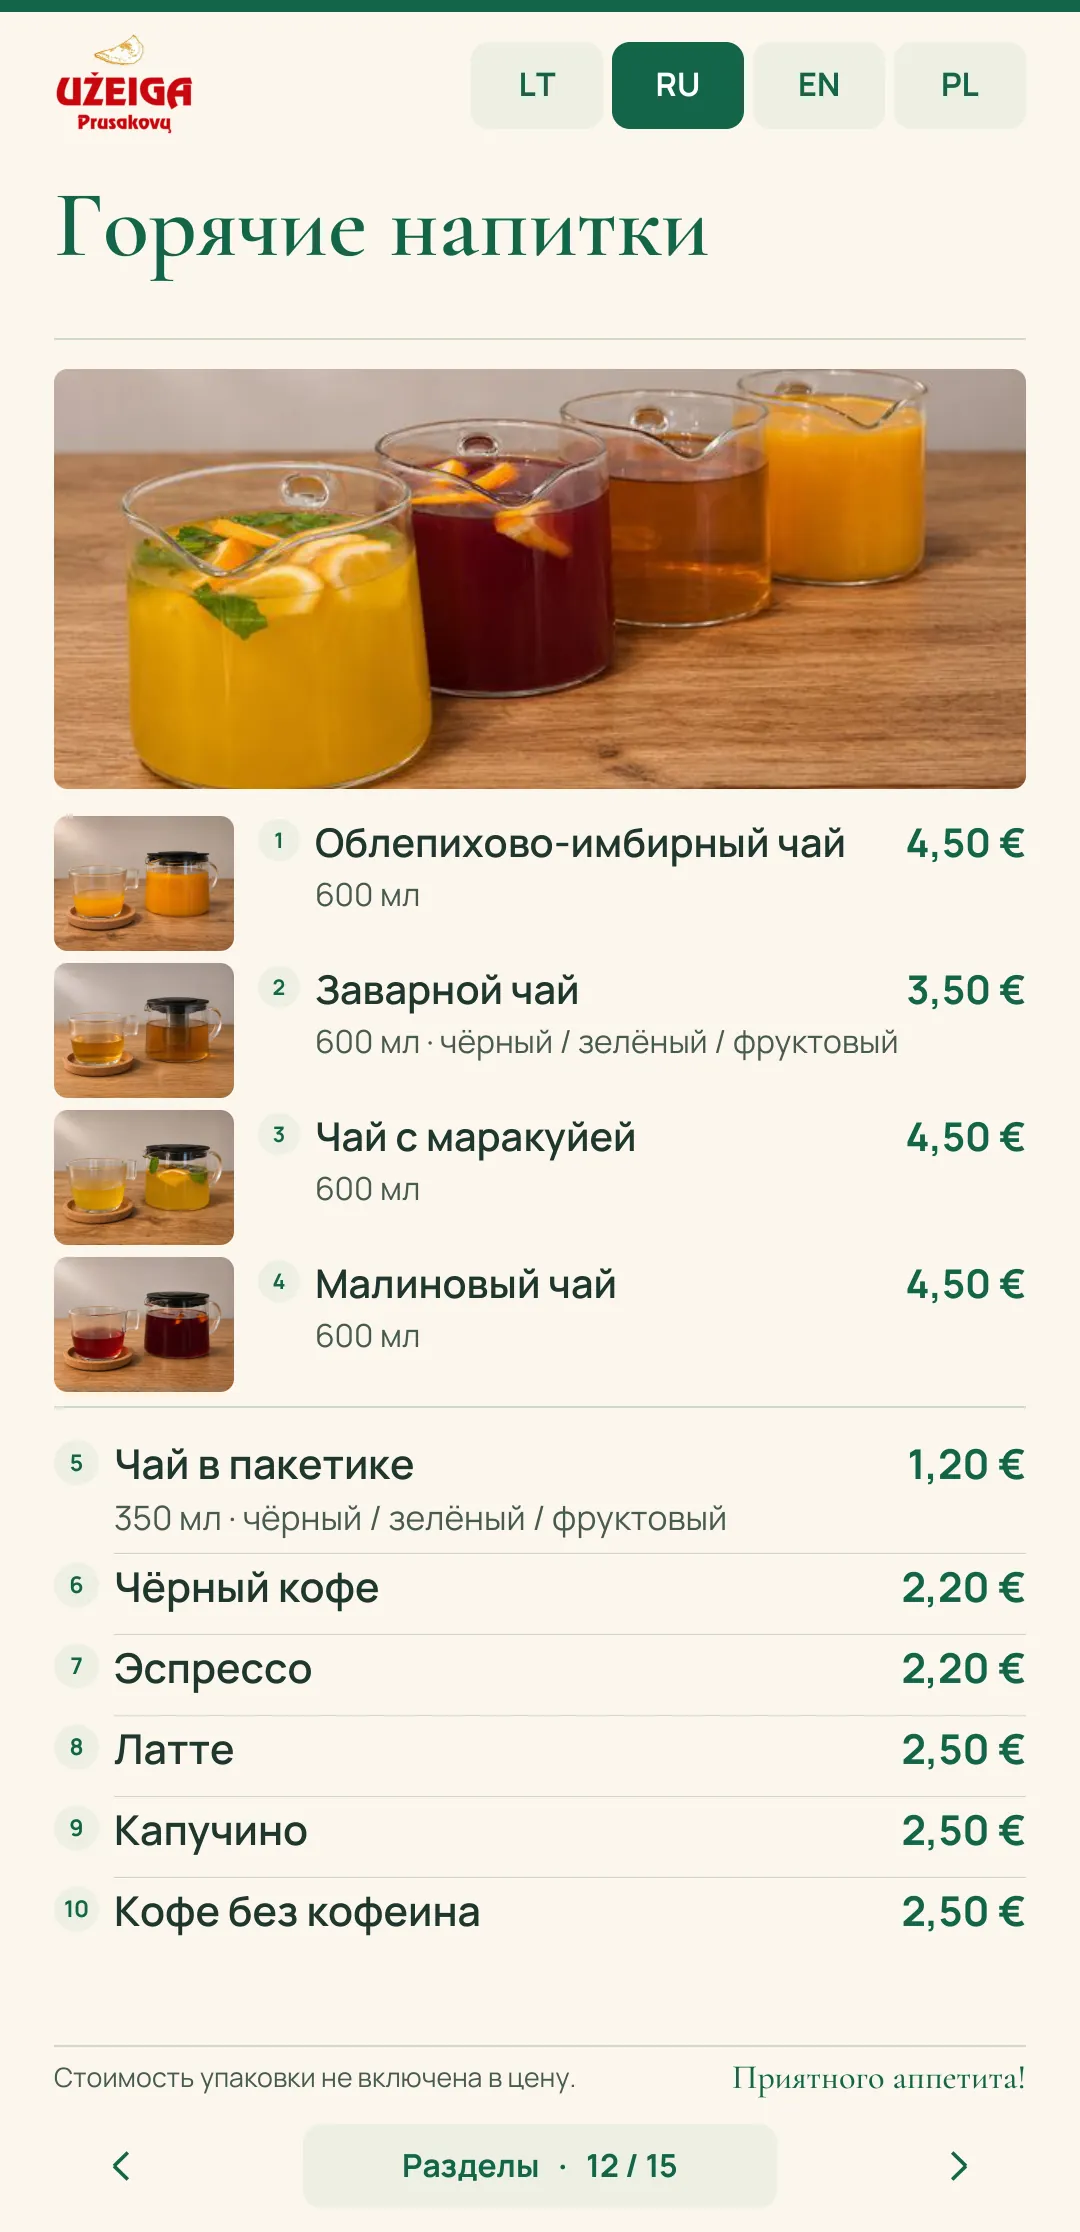 UŽEIGA
Prusakovų
LT RU EN PL
Горячие напитки
1 Облепихово-имбирный чай 4,50 €
600 мл
2 Заварной чай 3,50 €
600 мл · чёрный / зелёный / фруктовый
3 Чай с маракуйей 4,50 €
600 мл
4 Малиновый чай 4,50 €
600 мл
5 Чай в пакетике 1,20 €
350 мл · чёрный / зелёный / фруктовый
6 Чёрный кофе 2,20 €
7 Эспрессо 2,20 €
8 Латте 2,50 €
9 Капучино 2,50 €
10 Кофе без кофеина 2,50 €
Стоимость упаковки не включена в цену. Приятного аппетита!
Разделы · 12 / 15